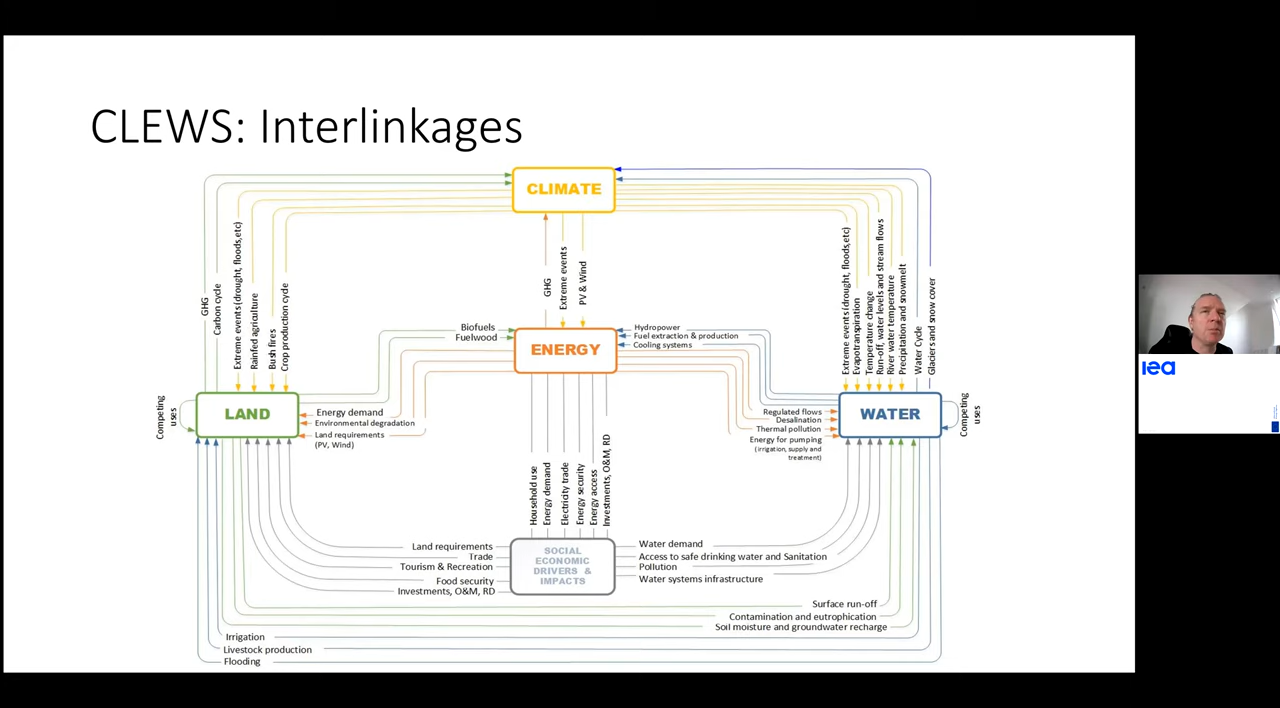 CLEWS: Interlinkages
CLIMATE
GHG
Carbon cycle
Extreme events (drought, floods,etc)
Rainfed agriculture
Bush fires
Crop production cycle
GHG
Extreme events
PV & Wind
Extreme events (drought, floods,etc)
Evapotranspiration
Temperature change
Run-off, water levels and stream flows
River water temperature
Precipitation and snowmelt
Water Cycle
Glaciers and snow cover
Biofuels
Fuelwood
ENERGY
Hydropower
Fuel extraction & production
Cooling systems
Competing
uses
LAND
Energy demand
Environmental degradation
Land requirements
(PV, Wind)
Regulated flows
Desalination
Thermal pollution
Energy for pumping
(irrigation, supply and
treatment)
WATER
Competing
uses
Household use
Energy demand
Electricity trade
Energy security
Energy access
Investments, O&M, RD
Land requirements
Trade
Tourism & Recreation
Food security
Investments, O&M, RD
SOCIAL
ECONOMIC
DRIVERS &
IMPACTS
Water demand
Access to safe drinking water and Sanitation
Pollution
Water systems infrastructure
Surface run-off
Contamination and eutrophication
Soil moisture and groundwater recharge
Irrigation
Livestock production
Flooding
iea